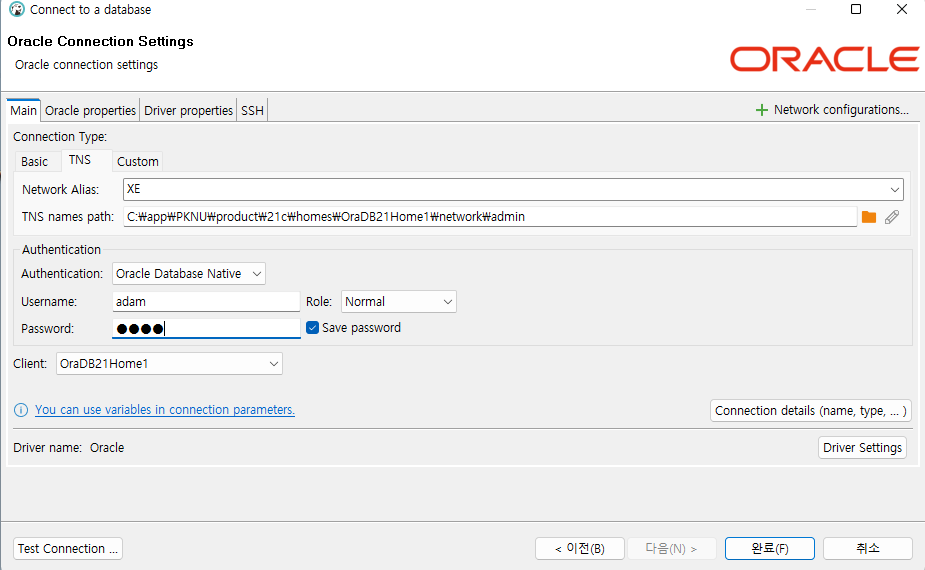 Connect to a database
Oracle Connection Settings
Oracle connection settings
ORACLE
Main Oracle properties Driver properties SSH
Network configurations...
Connection Type:
Basic TNS Custom
Network Alias: XE
TNS names path: C:₩app₩PKNU₩product₩21c₩homes₩OraDB21Home1₩network₩admin
Authentication
Authentication: Oracle Database Native
Username: adam Role: Normal
Password: ●●●● Save password
Client: OraDB21Home1
You can use variables in connection parameters.
Connection details (name, type, ... )
Driver name: Oracle
Driver Settings
Test Connection ... < 이전(B) 다음(N) > 완료(F) 취소